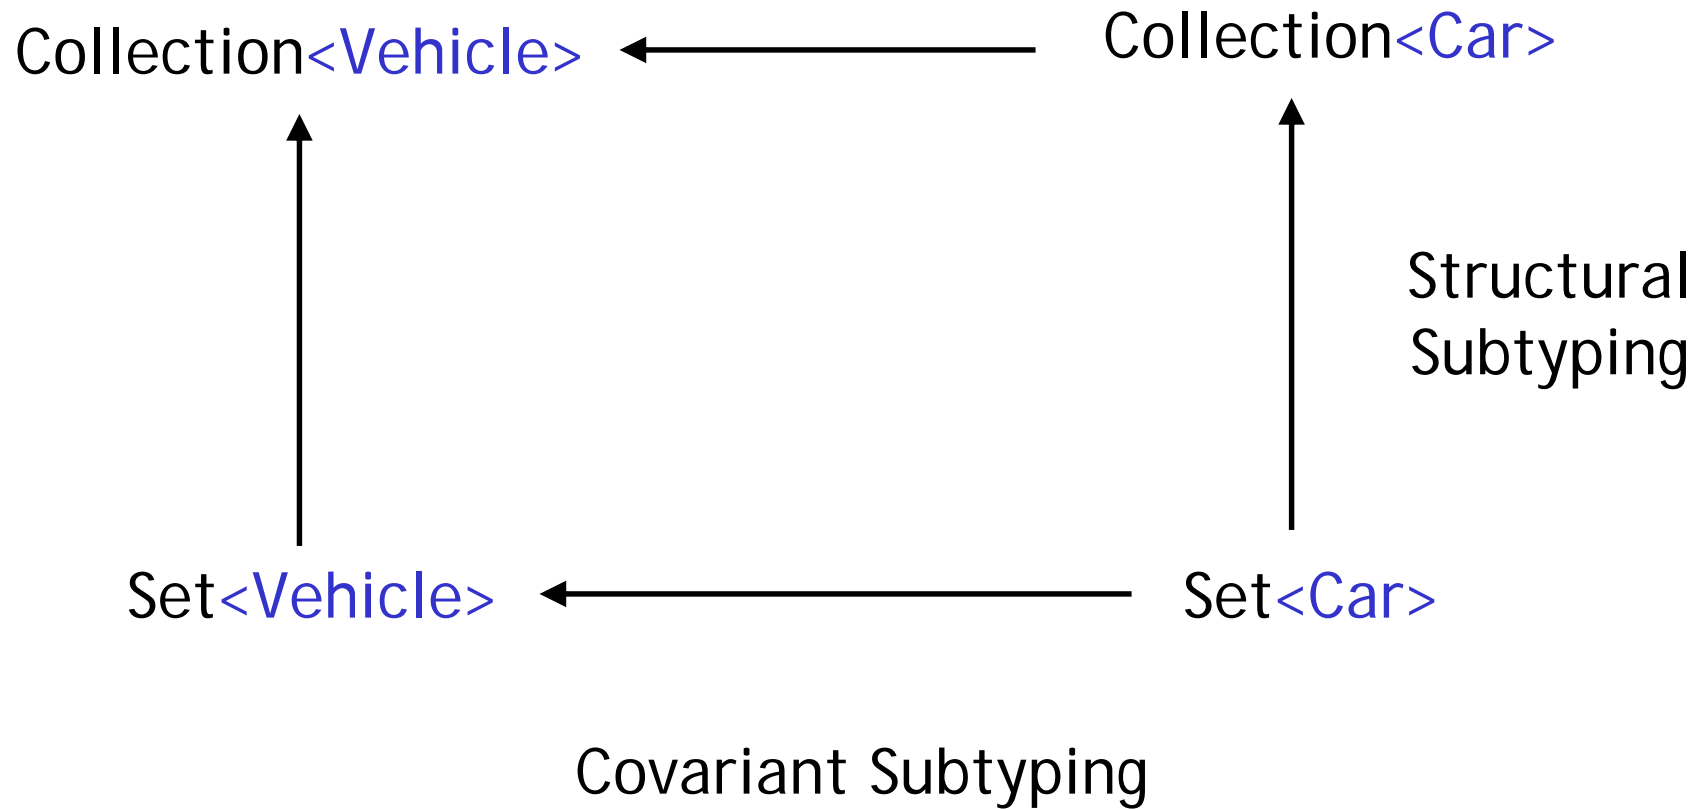 Collection<Vehicle>
Collection<Car>
Structural
Subtyping
Set<Vehicle>
Set<Car>
Covariant Subtyping